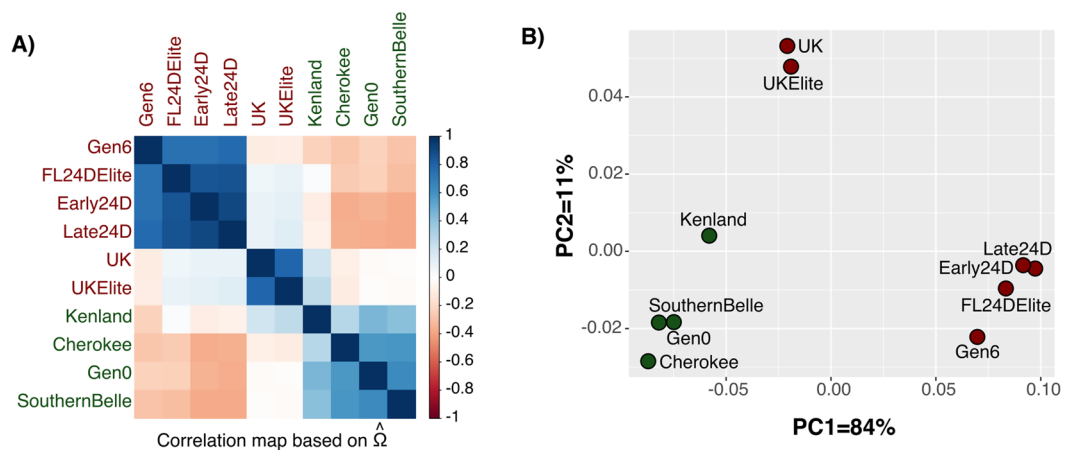 A)
Gen6
FL24DElite
Early24D
Late24D
UK
UKElite
Kenland
Cherokee
Gen0
SouthernBelle
Gen6
FL24DElite
Early24D
Late24D
UK
UKElite
Kenland
Cherokee
Gen0
SouthernBelle
1
0.8
0.6
0.4
0.2
0
-0.2
-0.4
-0.6
-0.8
-1
Correlation map based on Ω̂
B)
PC2=11%
0.04
0.02
0.00
-0.02
UK
UKElite
Kenland
Late24D
Early24D
SouthernBelle
FL24DElite
Gen0
Gen6
Cherokee
-0.05
0.00
0.05
0.10
PC1=84%